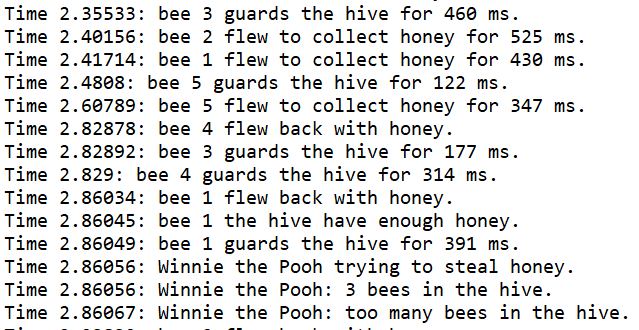 Time 2.35533: bee 3 guards the hive for 460 ms.
Time 2.40156: bee 2 flew to collect honey for 525 ms.
Time 2.41714: bee 1 flew to collect honey for 430 ms.
Time 2.4808: bee 5 guards the hive for 122 ms.
Time 2.60789: bee 5 flew to collect honey for 347 ms.
Time 2.82878: bee 4 flew back with honey.
Time 2.82892: bee 3 guards the hive for 177 ms.
Time 2.829: bee 4 guards the hive for 314 ms.
Time 2.86034: bee 1 flew back with honey.
Time 2.86045: bee 1 the hive have enough honey.
Time 2.86049: bee 1 guards the hive for 391 ms.
Time 2.86056: Winnie the Pooh trying to steal honey.
Time 2.86056: Winnie the Pooh: 3 bees in the hive.
Time 2.86067: Winnie the Pooh: too many bees in the hive.